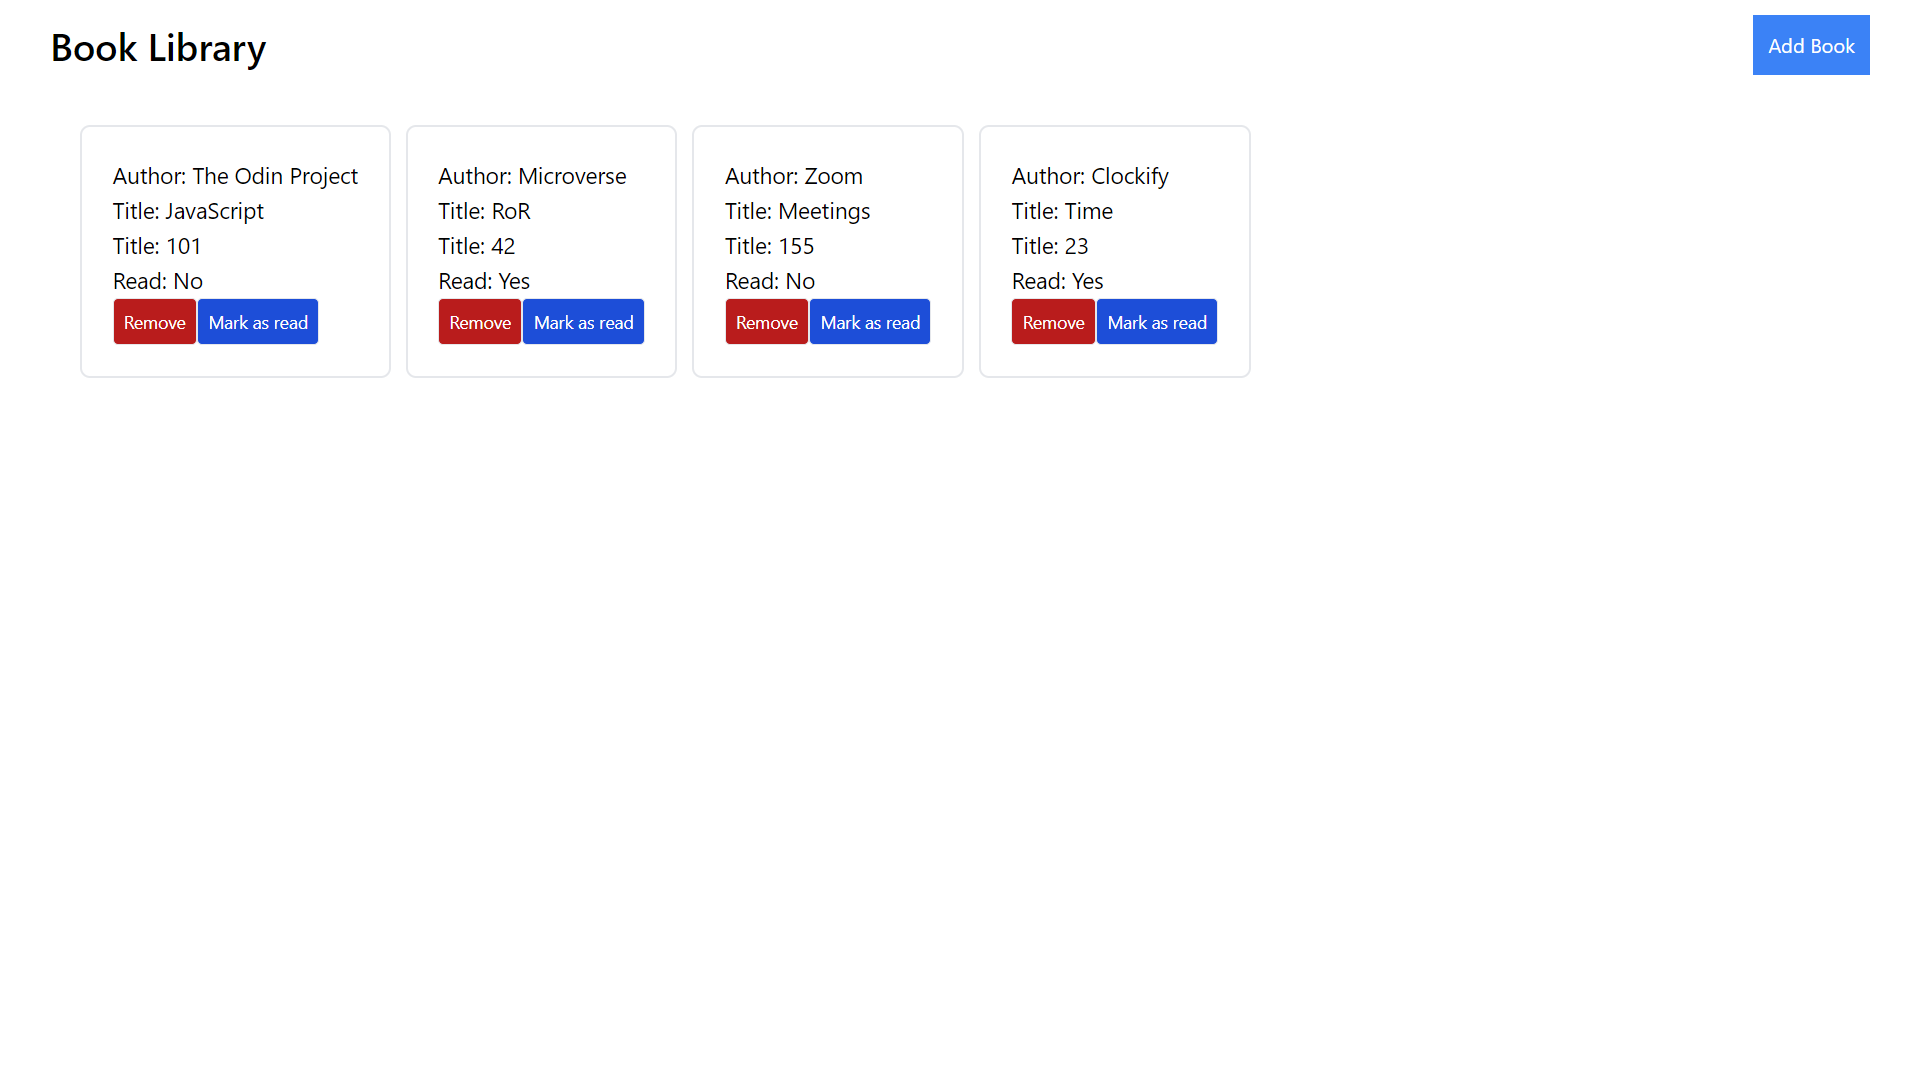 Book Library
Add Book
Author: The Odin Project
Title: JavaScript
Title: 101
Read: No
Remove Mark as read
Author: Microverse
Title: RoR
Title: 42
Read: Yes
Remove Mark as read
Author: Zoom
Title: Meetings
Title: 155
Read: No
Remove Mark as read
Author: Clockify
Title: Time
Title: 23
Read: Yes
Remove Mark as read